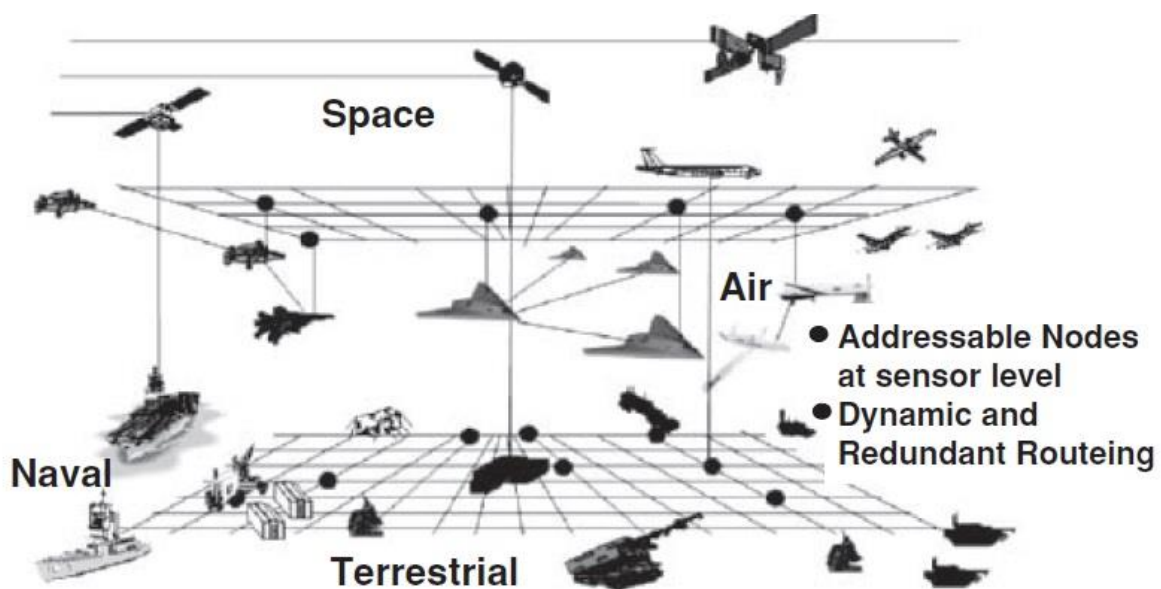 Space
Air
● Addressable Nodes
at sensor level
● Dynamic and
Redundant Routeing
Naval
Terrestrial